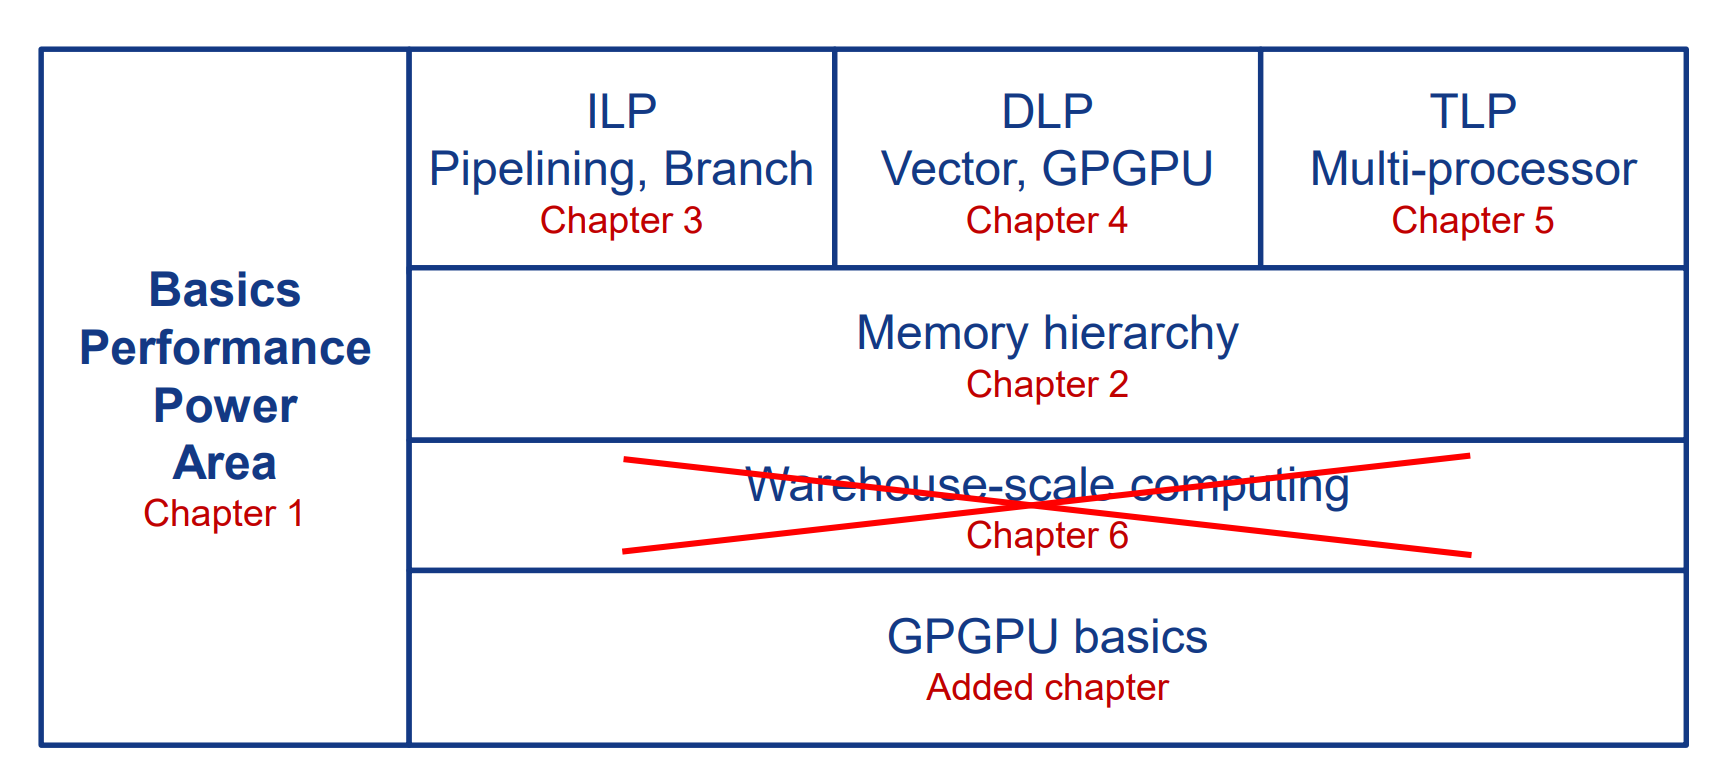 Basics
Performance
Power
Area
Chapter 1
ILP
Pipelining, Branch
Chapter 3
DLP
Vector, GPGPU
Chapter 4
TLP
Multi-processor
Chapter 5
Memory hierarchy
Chapter 2
Warehouse-scale computing
Chapter 6
GPGPU basics
Added chapter